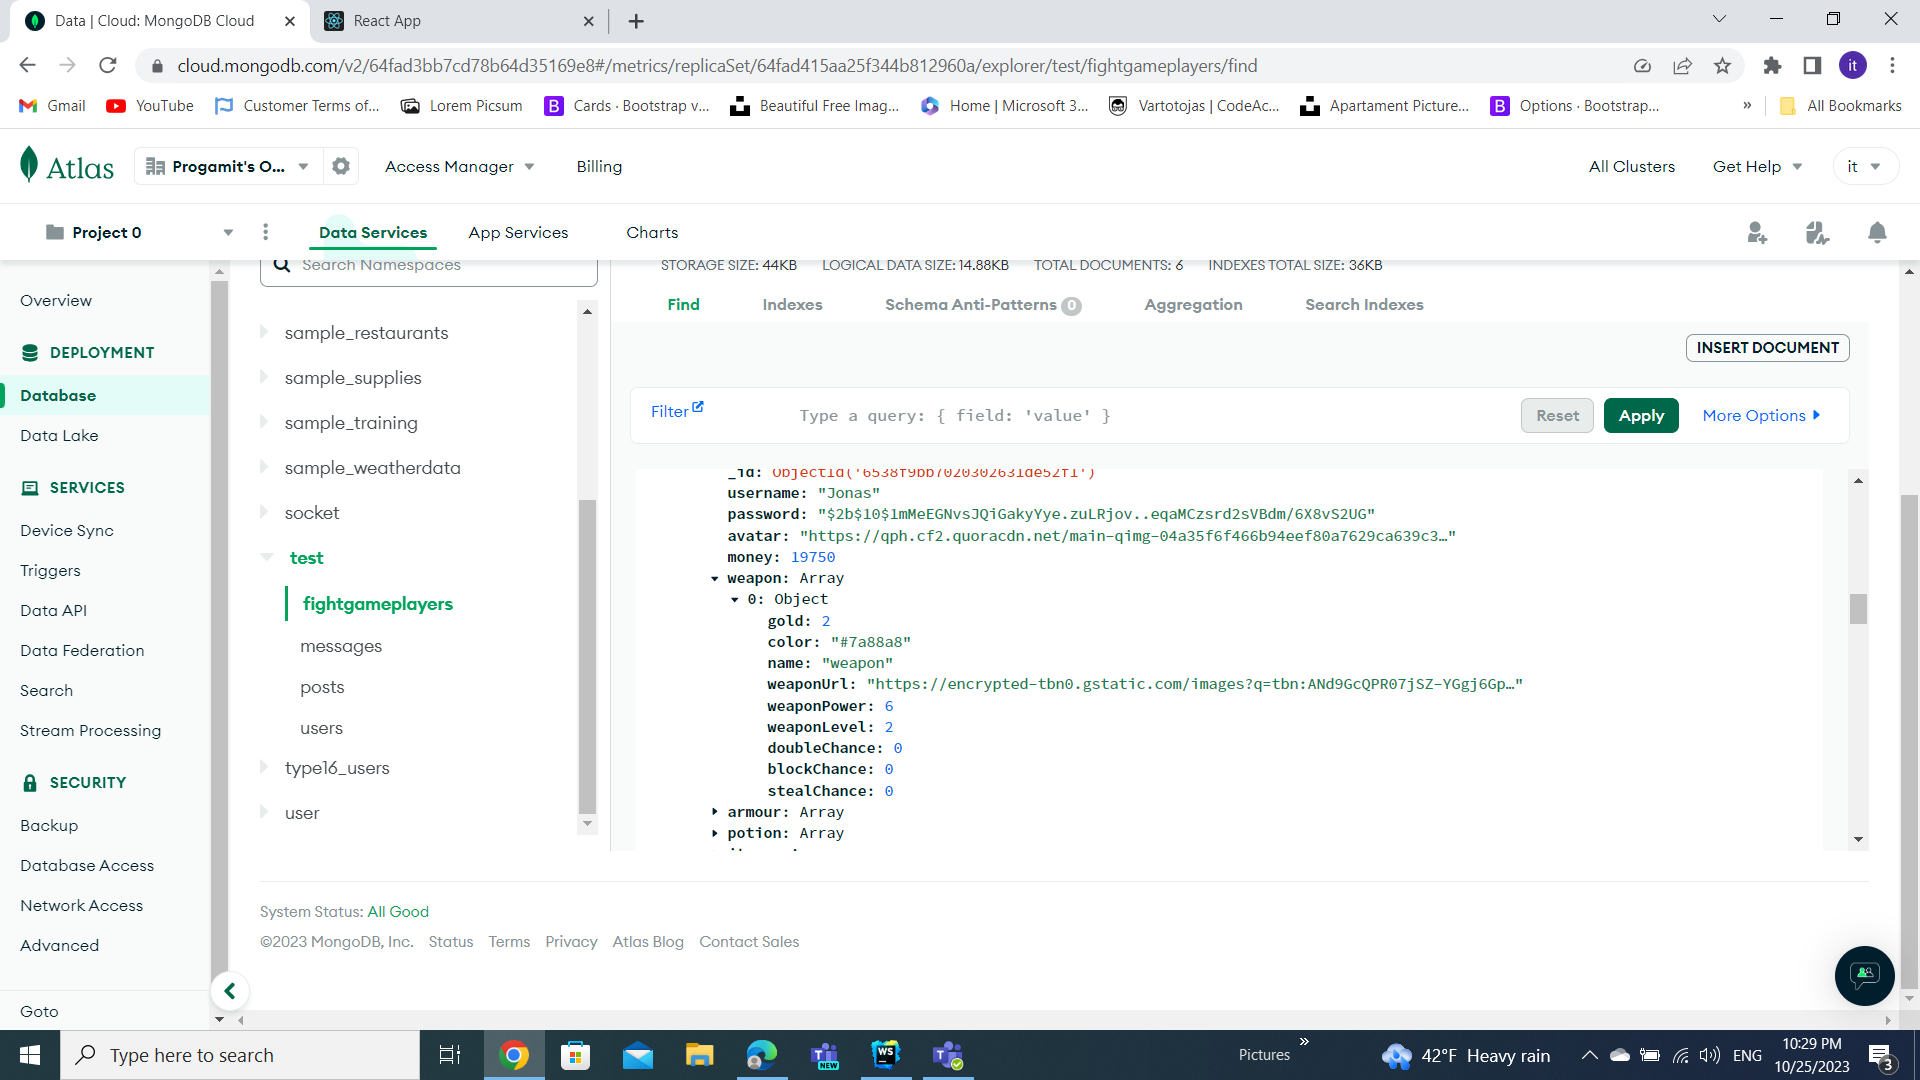 Data | Cloud: MongoDB Cloud
React App
cloud.mongodb.com/v2/64fad3bb7cd78b64d35169e8#/metrics/replicaSet/64fad415aa25f344b812960a/explorer/test/fightgameplayers/find
it
Gmail
YouTube
Customer Terms of...
Lorem Picsum
Cards · Bootstrap v...
Beautiful Free Imag...
Home | Microsoft 3...
Vartotojas | CodeAc...
Apartament Picture...
Options · Bootstrap...
»
All Bookmarks
Atlas
Progamit's O...
Access Manager
Billing
All Clusters
Get Help
it
Project 0
Data Services
App Services
Charts
Overview
DEPLOYMENT
Database
Data Lake
SERVICES
Device Sync
Triggers
Data API
Data Federation
Search
Stream Processing
SECURITY
Backup
Database Access
Network Access
Advanced
Goto
Search Namespaces
sample_restaurants
sample_supplies
sample_training
sample_weatherdata
socket
test
fightgameplayers
messages
posts
users
type16_users
user
STORAGE SIZE: 44KB LOGICAL DATA SIZE: 14.88KB TOTAL DOCUMENTS: 6 INDEXES TOTAL SIZE: 36KB
Find
Indexes
Schema Anti-Patterns 0
Aggregation
Search Indexes
INSERT DOCUMENT
Filter
Type a query: { field: 'value' }
Reset
Apply
More Options
_id: ObjectId('6538f9bb7020302631de52f1')
username: "Jonas"
password: "$2b$10$1mMeEGNvsJQiGakyYye.zuLRjov..eqaMCzsrd2sVBdm/6X8vS2UG"
avatar: "https://qph.cf2.quoracdn.net/main-qimg-04a35f6f466b94eef80a7629ca639c3…"
money: 19750
weapon: Array
0: Object
gold: 2
color: "#7a88a8"
name: "weapon"
weaponUrl: "https://encrypted-tbn0.gstatic.com/images?q=tbn:ANd9GcQPR07jSZ-YGgj6Gp…"
weaponPower: 6
weaponLevel: 2
doubleChance: 0
blockChance: 0
stealChance: 0
armour: Array
potion: Array
System Status: All Good
©2023 MongoDB, Inc. Status Terms Privacy Atlas Blog Contact Sales
Type here to search
NEW
WS
Pictures
»
42°F Heavy rain
ENG
10:29 PM
10/25/2023
3